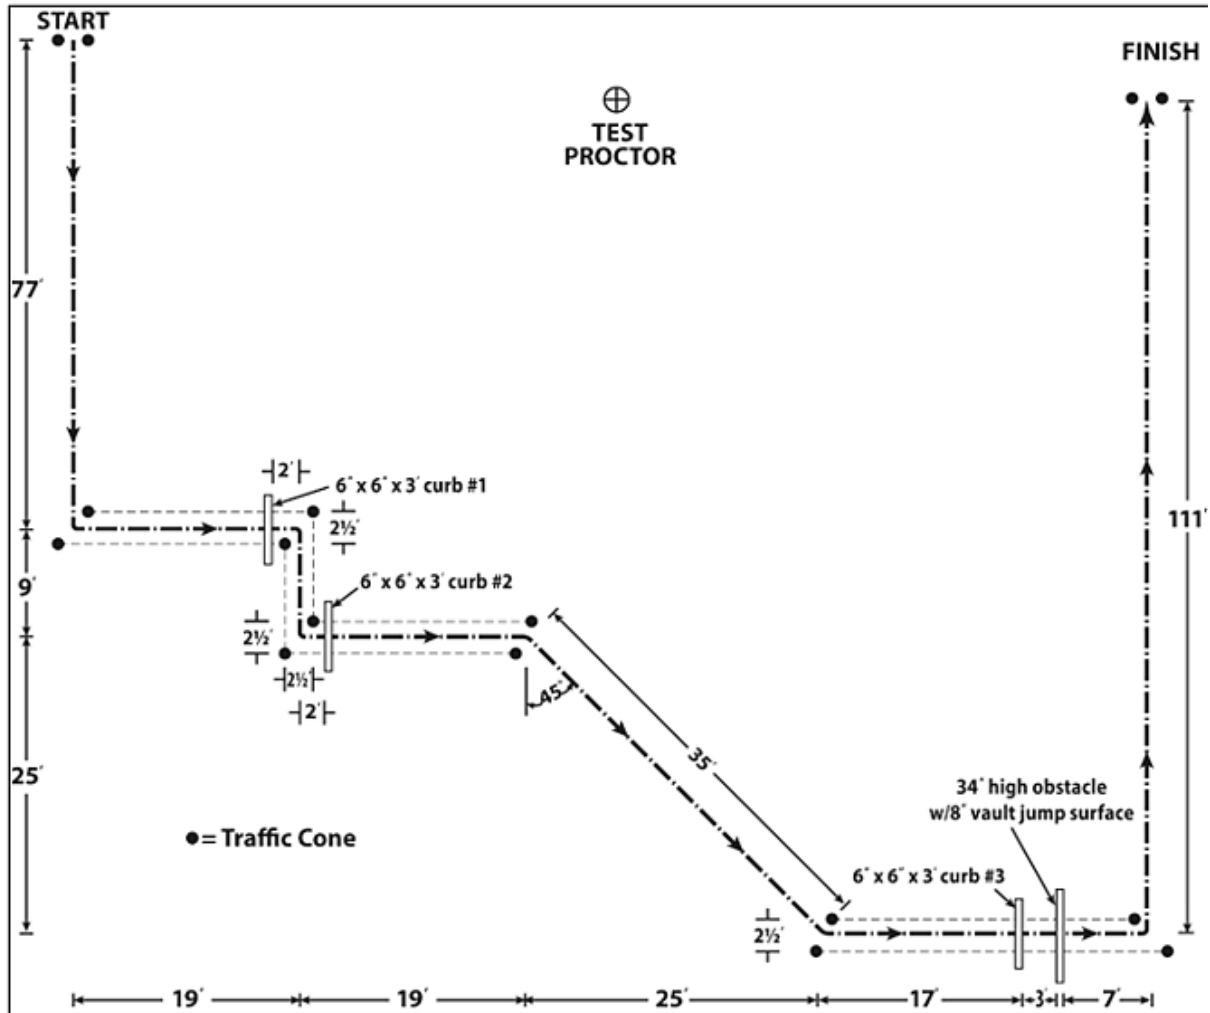 START
FINISH
TEST
PROCTOR
77′
2′
6″ x 6″ x 3′ curb #1
2½′
111′
9′
6″ x 6″ x 3′ curb #2
2½′
2½′
2′
45°
35′
25′
34″ high obstacle
w/8″ vault jump surface
●= Traffic Cone
6″ x 6″ x 3′ curb #3
2½′
19′ 19′ 25′ 17′ 3′ 7′